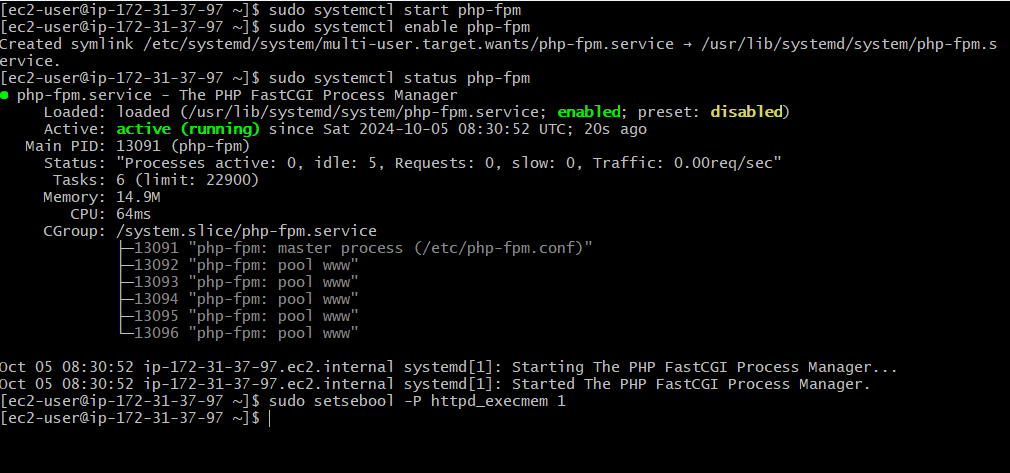 [ec2-user@ip-172-31-37-97 ~]$ sudo systemctl start php-fpm
[ec2-user@ip-172-31-37-97 ~]$ sudo systemctl enable php-fpm
Created symlink /etc/systemd/system/multi-user.target.wants/php-fpm.service → /usr/lib/systemd/system/php-fpm.s
ervice.
[ec2-user@ip-172-31-37-97 ~]$ sudo systemctl status php-fpm
● php-fpm.service - The PHP FastCGI Process Manager
     Loaded: loaded (/usr/lib/systemd/system/php-fpm.service; enabled; preset: disabled)
     Active: active (running) since Sat 2024-10-05 08:30:52 UTC; 20s ago
   Main PID: 13091 (php-fpm)
     Status: "Processes active: 0, idle: 5, Requests: 0, slow: 0, Traffic: 0.00req/sec"
      Tasks: 6 (limit: 22900)
     Memory: 14.9M
        CPU: 64ms
     CGroup: /system.slice/php-fpm.service
             ├─13091 "php-fpm: master process (/etc/php-fpm.conf)"
             ├─13092 "php-fpm: pool www"
             ├─13093 "php-fpm: pool www"
             ├─13094 "php-fpm: pool www"
             ├─13095 "php-fpm: pool www"
             └─13096 "php-fpm: pool www"
Oct 05 08:30:52 ip-172-31-37-97.ec2.internal systemd[1]: Starting The PHP FastCGI Process Manager...
Oct 05 08:30:52 ip-172-31-37-97.ec2.internal systemd[1]: Started The PHP FastCGI Process Manager.
[ec2-user@ip-172-31-37-97 ~]$ sudo setsebool -P httpd_execmem 1
[ec2-user@ip-172-31-37-97 ~]$